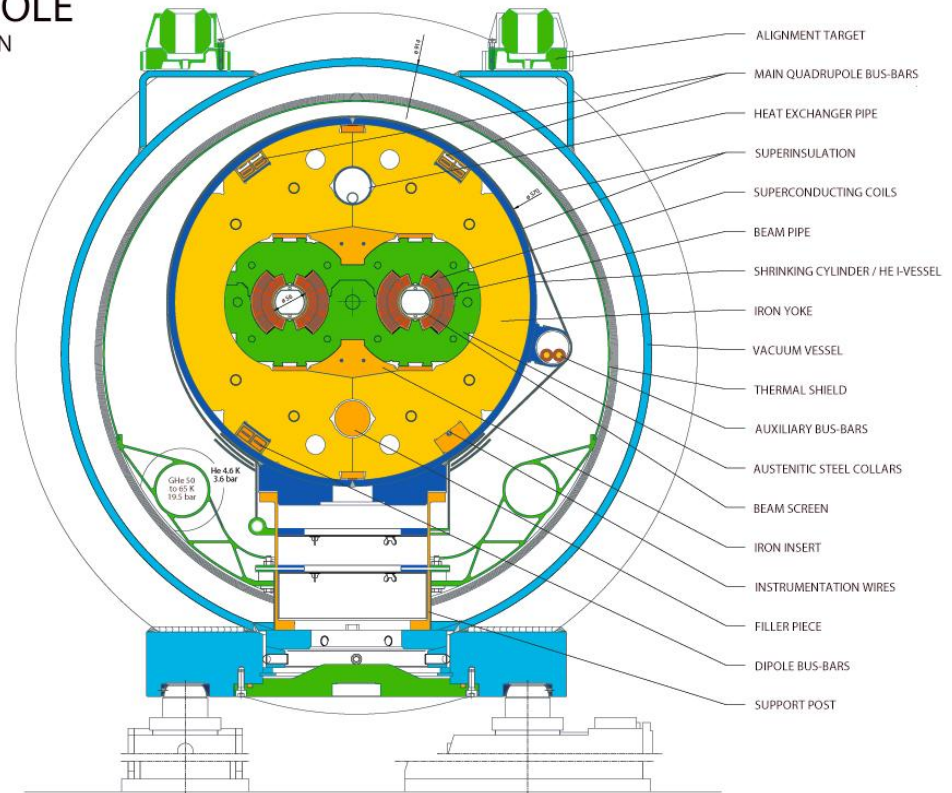 OLE
N
ALIGNMENT TARGET
MAIN QUADRUPOLE BUS-BARS
HEAT EXCHANGER PIPE
SUPERINSULATION
SUPERCONDUCTING COILS
BEAM PIPE
SHRINKING CYLINDER / HE I-VESSEL
IRON YOKE
VACUUM VESSEL
THERMAL SHIELD
AUXILIARY BUS-BARS
AUSTENITIC STEEL COLLARS
BEAM SCREEN
IRON INSERT
INSTRUMENTATION WIRES
FILLER PIECE
DIPOLE BUS-BARS
SUPPORT POST
ø 914
ø 570
ø 56
He 4.6 K
3.6 bar
GHe 50
to 65 K
19.5 bar